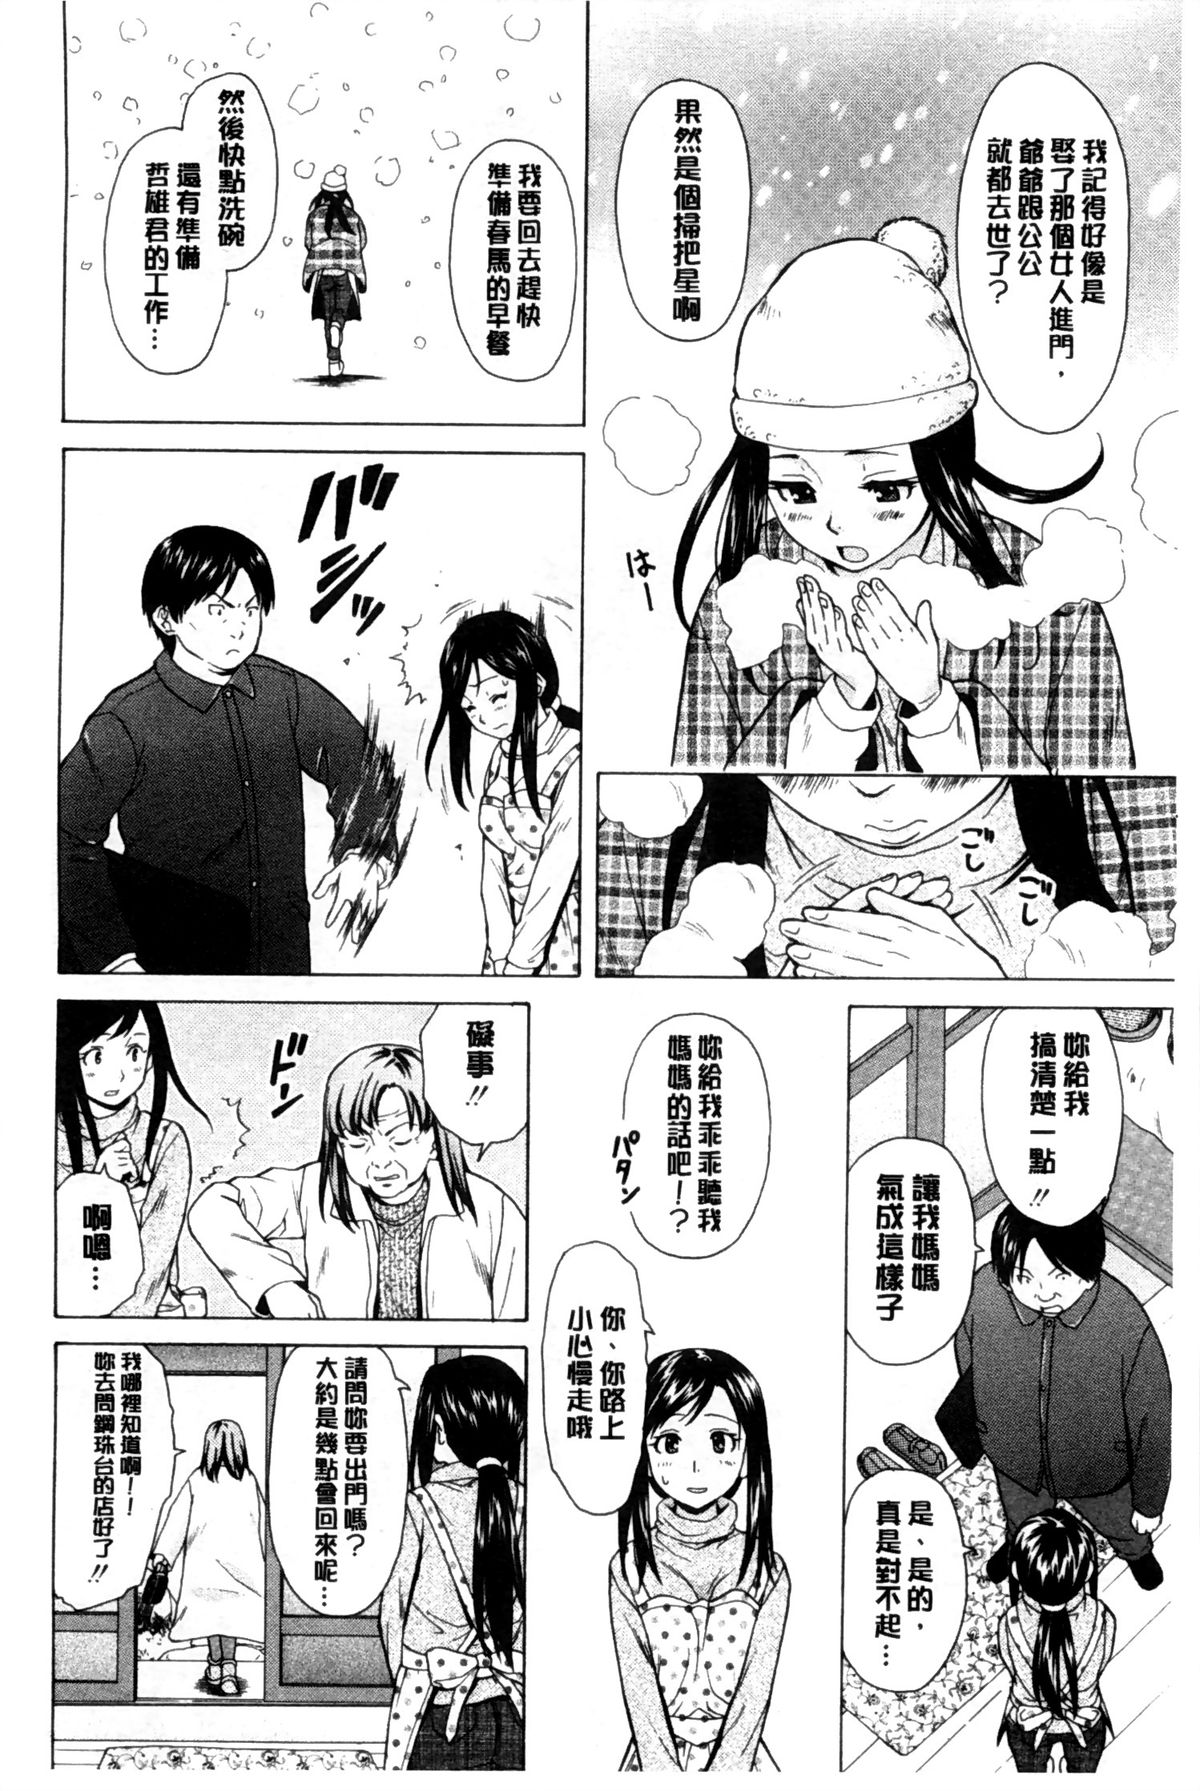 我記得好像是
娶了那個女人進門，
爺爺跟公公
就都去世了？
果然是個掃把星啊
はー
ごし
ごし
我要回去趕快
準備春馬的早餐
然後快點洗碗
還有準備
哲雄君的工作…
バシッ
妳給我
搞清楚一點!!
讓我媽媽
氣成這樣子
是、是的，
真是對不起…
妳給我乖乖聽我
媽媽的話吧！？
パタン
你、你路上
小心慢走哦
礙事!!
ドン
啊嗯…
請問妳要出門嗎？
大約是幾點會回來呢…
我哪裡知道啊！！
妳去問鋼珠台的店好了!!